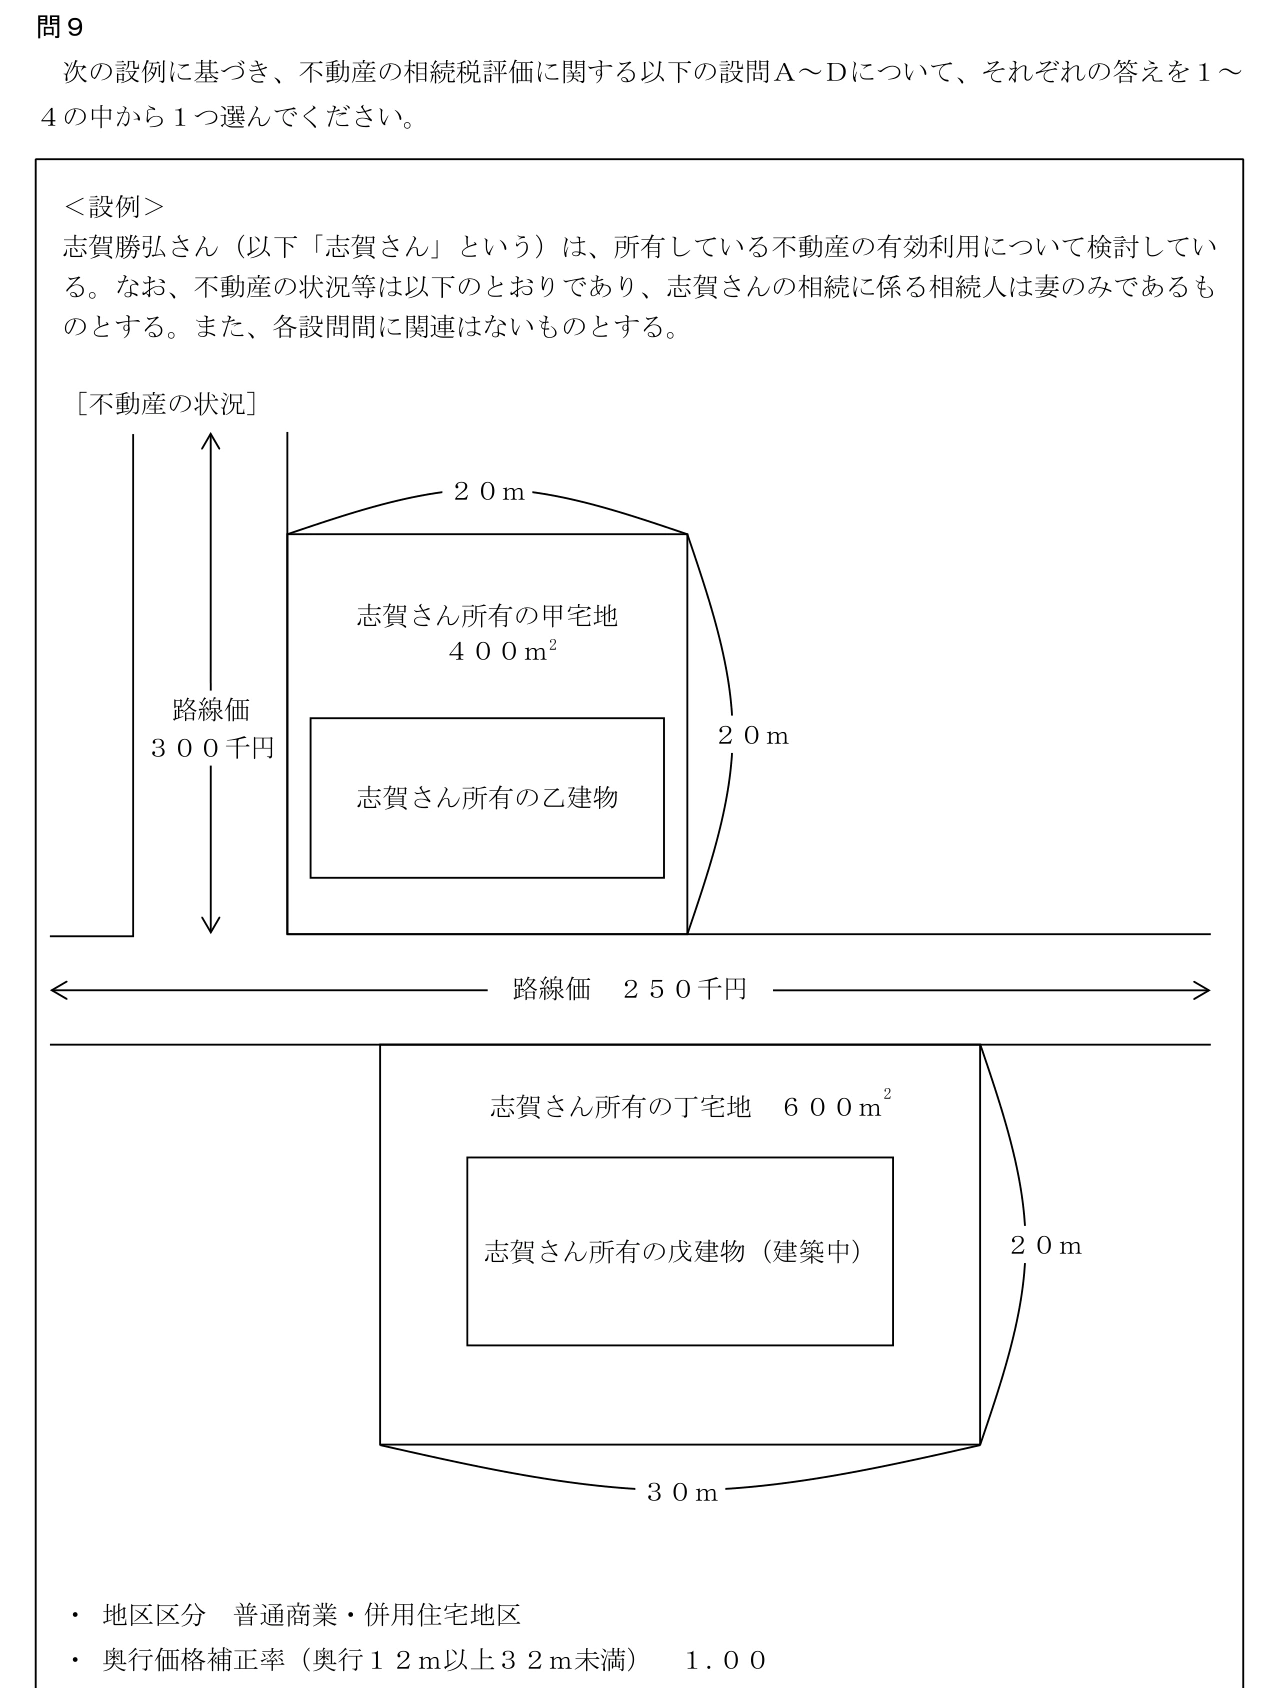 問９
次の設例に基づき、不動産の相続税評価に関する以下の設問Ａ～Ｄについて、それぞれの答えを１～
４の中から１つ選んでください。
＜設例＞
志賀勝弘さん（以下「志賀さん」という）は、所有している不動産の有効利用について検討してい
る。なお、不動産の状況等は以下のとおりであり、志賀さんの相続に係る相続人は妻のみであるも
のとする。また、各設問間に関連はないものとする。
［不動産の状況］
２０ｍ
志賀さん所有の甲宅地
４００ｍ²
路線価
３００千円
２０ｍ
志賀さん所有の乙建物
路線価　２５０千円
志賀さん所有の丁宅地　６００ｍ²
志賀さん所有の戊建物（建築中）
２０ｍ
３０ｍ
・ 地区区分　普通商業・併用住宅地区
・ 奥行価格補正率（奥行１２ｍ以上３２ｍ未満）　１.００